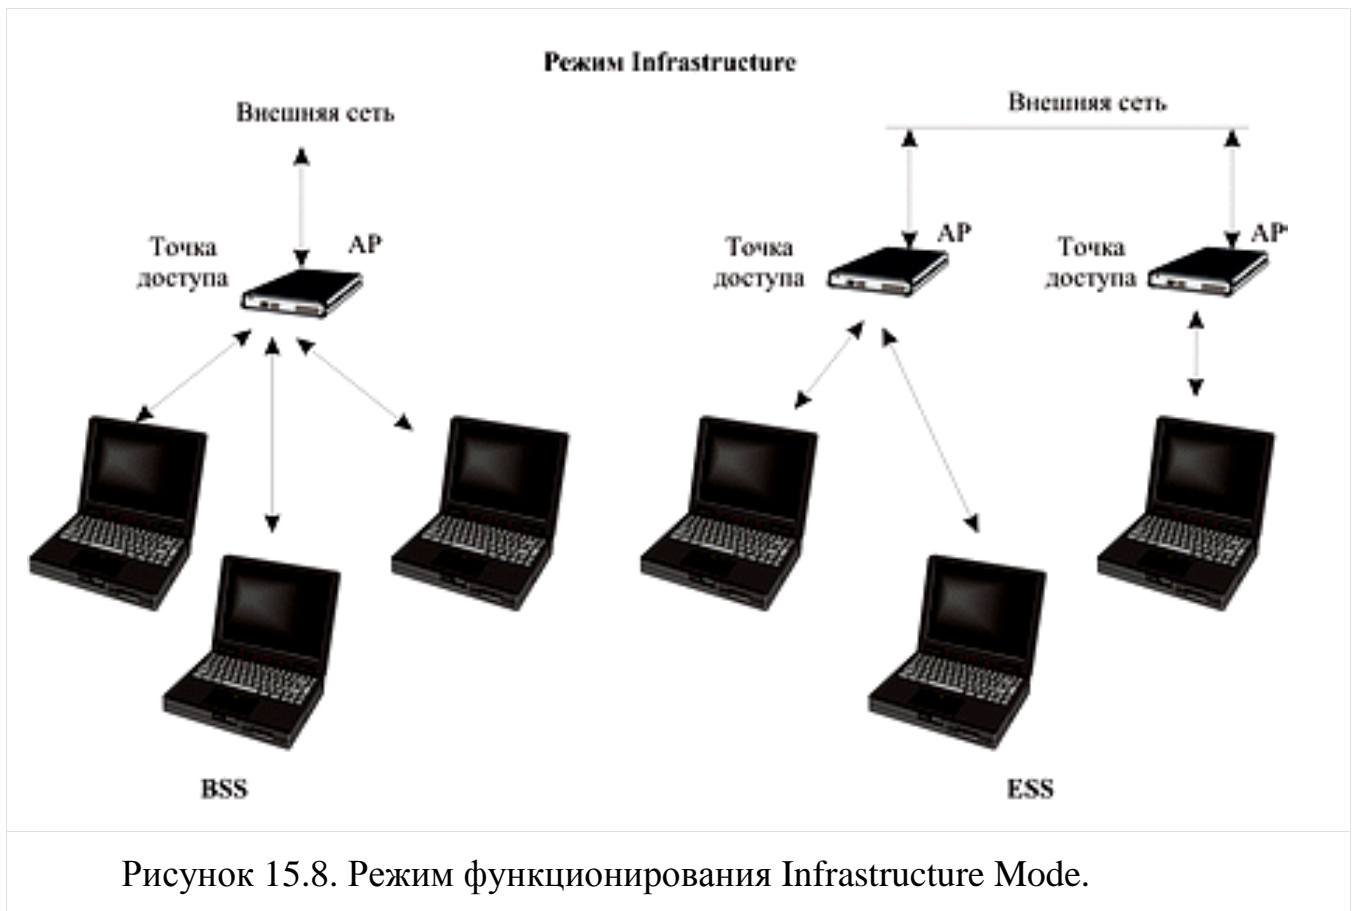 Режим Infrastructure
Внешняя сеть
Внешняя сеть
Точка
доступа
AP
Точка
доступа
AP
Точка
доступа
AP
BSS
ESS
Рисунок 15.8. Режим функционирования Infrastructure Mode.